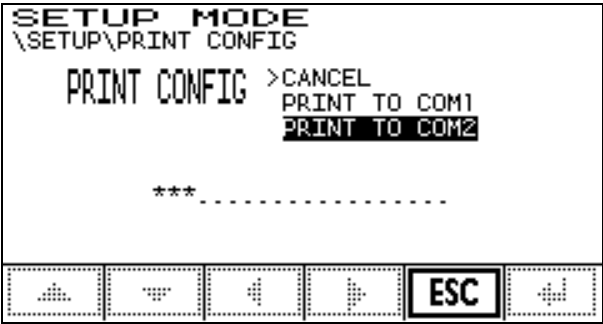 SETUP MODE
\SETUP\PRINT CONFIG
PRINT CONFIG >CANCEL
PRINT TO COM1
PRINT TO COM2
***.................
ESC